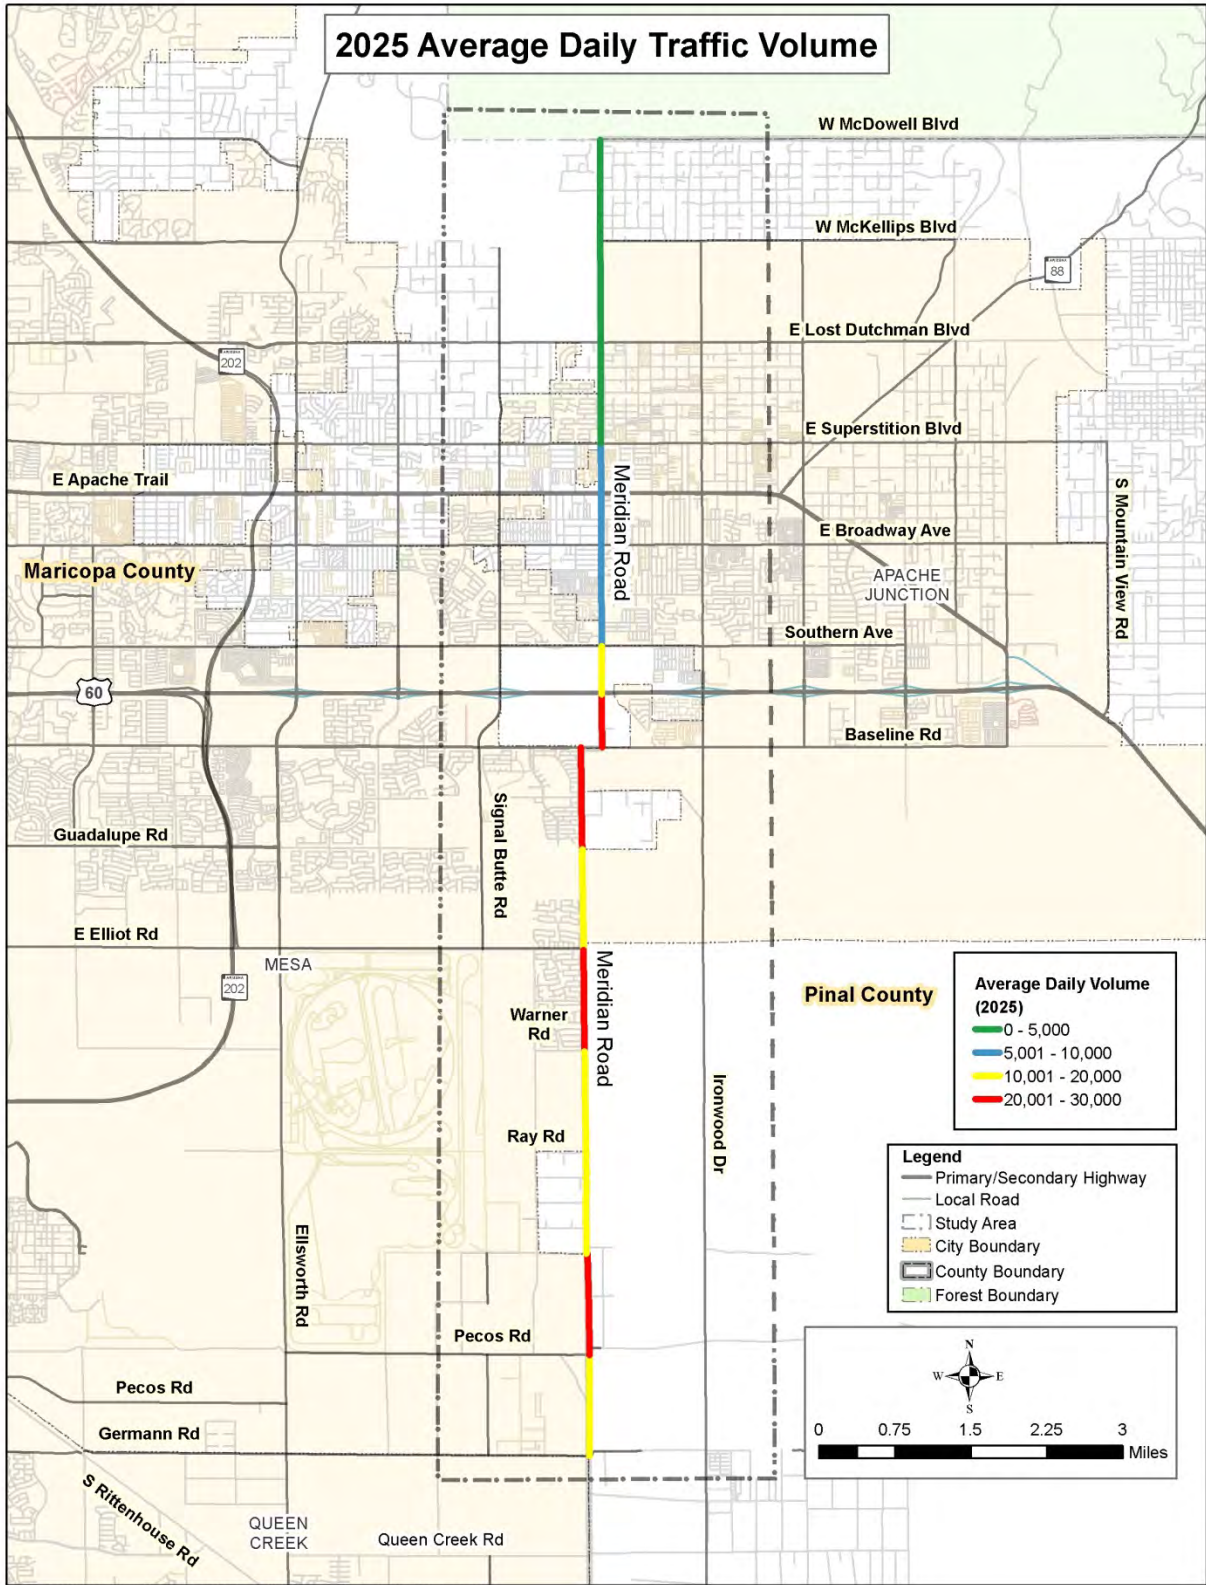 2025 Average Daily Traffic Volume
W McDowell Blvd
W McKellips Blvd
ARIZONA
88
E Lost Dutchman Blvd
ARIZONA
202
E Superstition Blvd
E Apache Trail
Meridian Road
S Mountain View Rd
E Broadway Ave
Maricopa County
APACHE
JUNCTION
Southern Ave
60
Baseline Rd
Signal Butte Rd
Guadalupe Rd
E Elliot Rd
MESA
ARIZONA
202
Meridian Road
Pinal County
Average Daily Volume
(2025)
0 - 5,000
5,001 - 10,000
10,001 - 20,000
20,001 - 30,000
Warner
Rd
Ironwood Dr
Ray Rd
Legend
Primary/Secondary Highway
Local Road
Study Area
City Boundary
County Boundary
Forest Boundary
Ellsworth Rd
Pecos Rd
N
W E
S
Pecos Rd
Germann Rd
0 0.75 1.5 2.25 3
Miles
S Rittenhouse Rd
QUEEN
CREEK
Queen Creek Rd